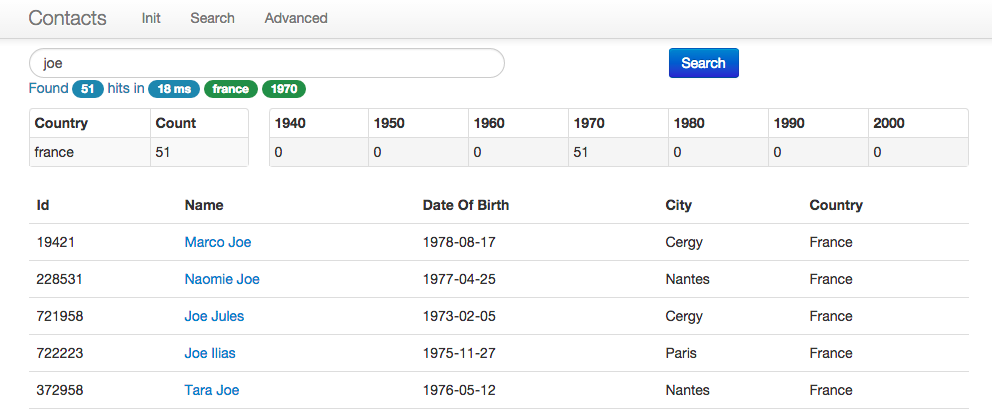 Contacts Init Search Advanced
joe Search
Found 51 hits in 18 ms france 1970
Country Count 1940 1950 1960 1970 1980 1990 2000
france 51 0 0 0 51 0 0 0
Id Name Date Of Birth City Country
19421 Marco Joe 1978-08-17 Cergy France
228531 Naomie Joe 1977-04-25 Nantes France
721958 Joe Jules 1973-02-05 Cergy France
722223 Joe Ilias 1975-11-27 Paris France
372958 Tara Joe 1976-05-12 Nantes France